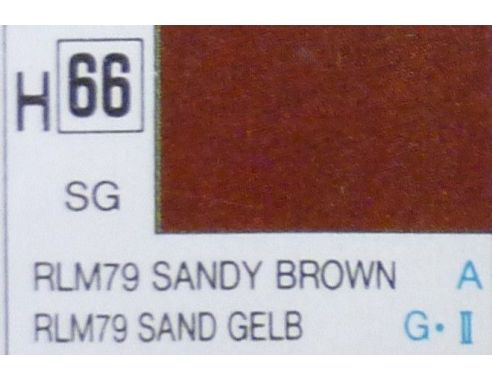 H 66
SG
RLM79 SANDY BROWN A
RLM79 SAND GELB G・Ⅱ